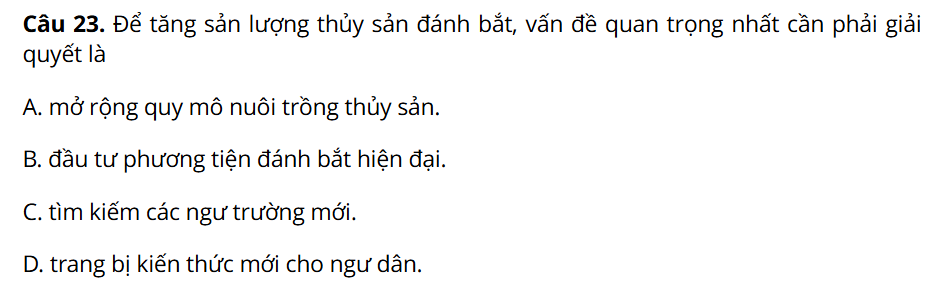 Câu 23. Để tăng sản lượng thủy sản đánh bắt, vấn đề quan trọng nhất cần phải giải
quyết là
A. mở rộng quy mô nuôi trồng thủy sản.
B. đầu tư phương tiện đánh bắt hiện đại.
C. tìm kiếm các ngư trường mới.
D. trang bị kiến thức mới cho ngư dân.